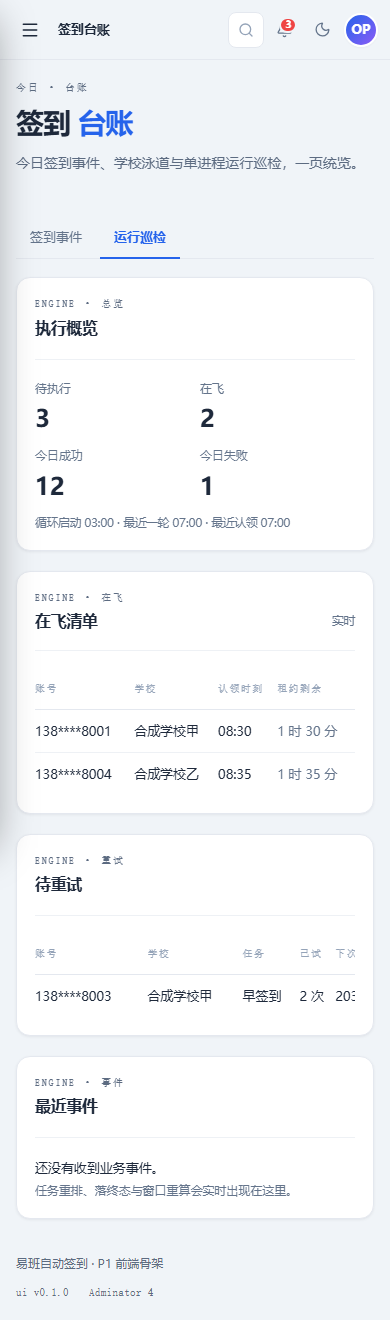 签到台账
3
OP
今日 • 台账
签到 台账
今日签到事件、学校泳道与单进程运行巡检，一页统览。
签到事件 运行巡检
ENGINE • 总览
执行概览
待执行 在飞
3 2
今日成功 今日失败
12 1
循环启动 03:00 · 最近一轮 07:00 · 最近认领 07:00
ENGINE • 在飞
在飞清单 实时
账号 学校 认领时刻 租约剩余
138****8001 合成学校甲 08:30 1 时 30 分
138****8004 合成学校乙 08:35 1 时 35 分
ENGINE • 重试
待重试
账号 学校 任务 已试 下次
138****8003 合成学校甲 早签到 2 次 203
ENGINE • 事件
最近事件
还没有收到业务事件。
任务重排、落终态与窗口重算会实时出现在这里。
易班自动签到 · P1 前端骨架
ui v0.1.0 Adminator 4